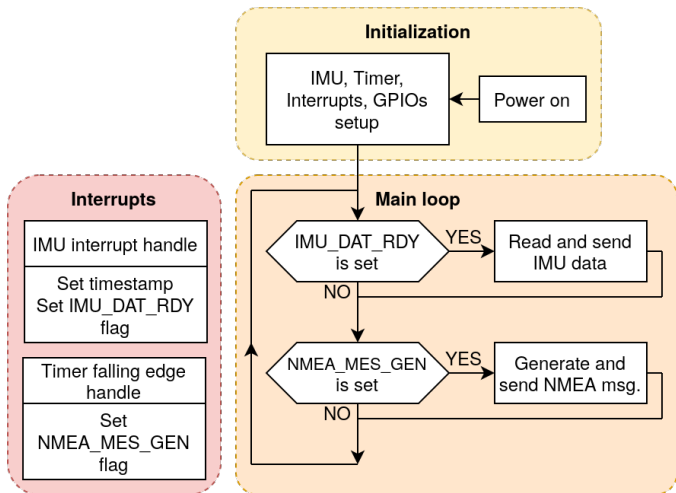 Initialization
IMU, Timer,
Interrupts, GPIOs
setup
Power on
Interrupts
IMU interrupt handle
Set timestamp
Set IMU_DAT_RDY
flag
Timer falling edge
handle
Set
NMEA_MES_GEN
flag
Main loop
IMU_DAT_RDY
is set
YES
Read and send
IMU data
NO
NMEA_MES_GEN
is set
YES
Generate and
send NMEA msg.
NO